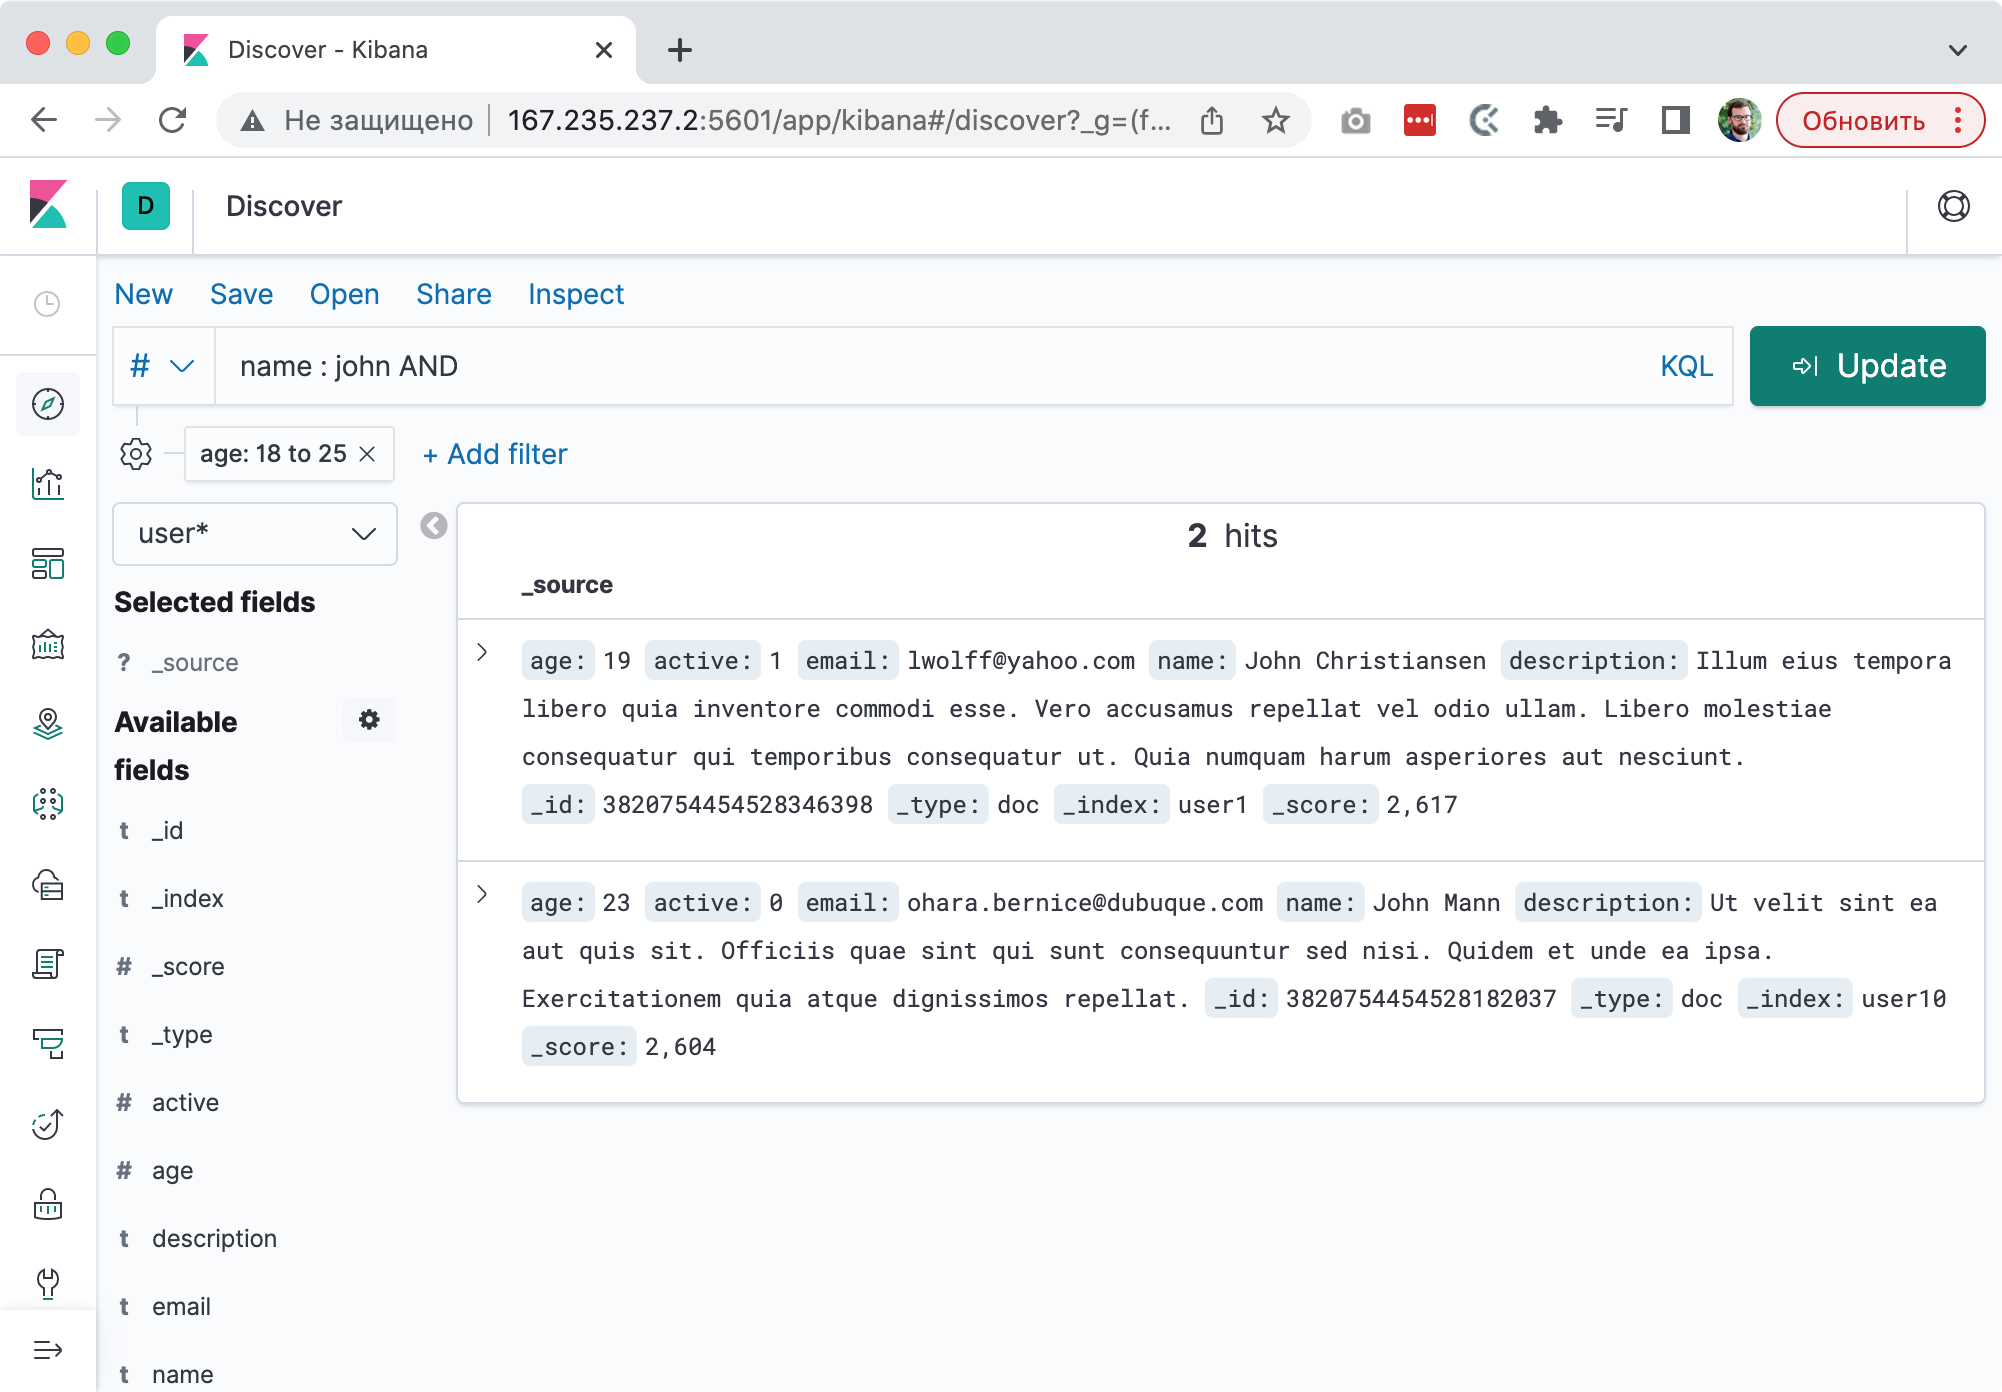 Discover - Kibana
Не защищено 167.235.237.2:5601/app/kibana#/discover?_g=(f... Обновить
D Discover
New Save Open Share Inspect
# name : john AND KQL Update
age: 18 to 25 + Add filter
user*
2 hits
_source
Selected fields
? _source
Available fields
t _id
t _index
# _score
t _type
# active
# age
t description
t email
t name
age: 19 active: 1 email: lwolff@yahoo.com name: John Christiansen description: Illum eius tempora
libero quia inventore commodi esse. Vero accusamus repellat vel odio ullam. Libero molestiae
consequatur qui temporibus consequatur ut. Quia numquam harum asperiores aut nesciunt.
_id: 3820754454528346398 _type: doc _index: user1 _score: 2,617
age: 23 active: 0 email: ohara.bernice@dubuque.com name: John Mann description: Ut velit sint ea
aut quis sit. Officiis quae sint qui sunt consequuntur sed nisi. Quidem et unde ea ipsa.
Exercitationem quia atque dignissimos repellat. _id: 3820754454528182037 _type: doc _index: user10
_score: 2,604